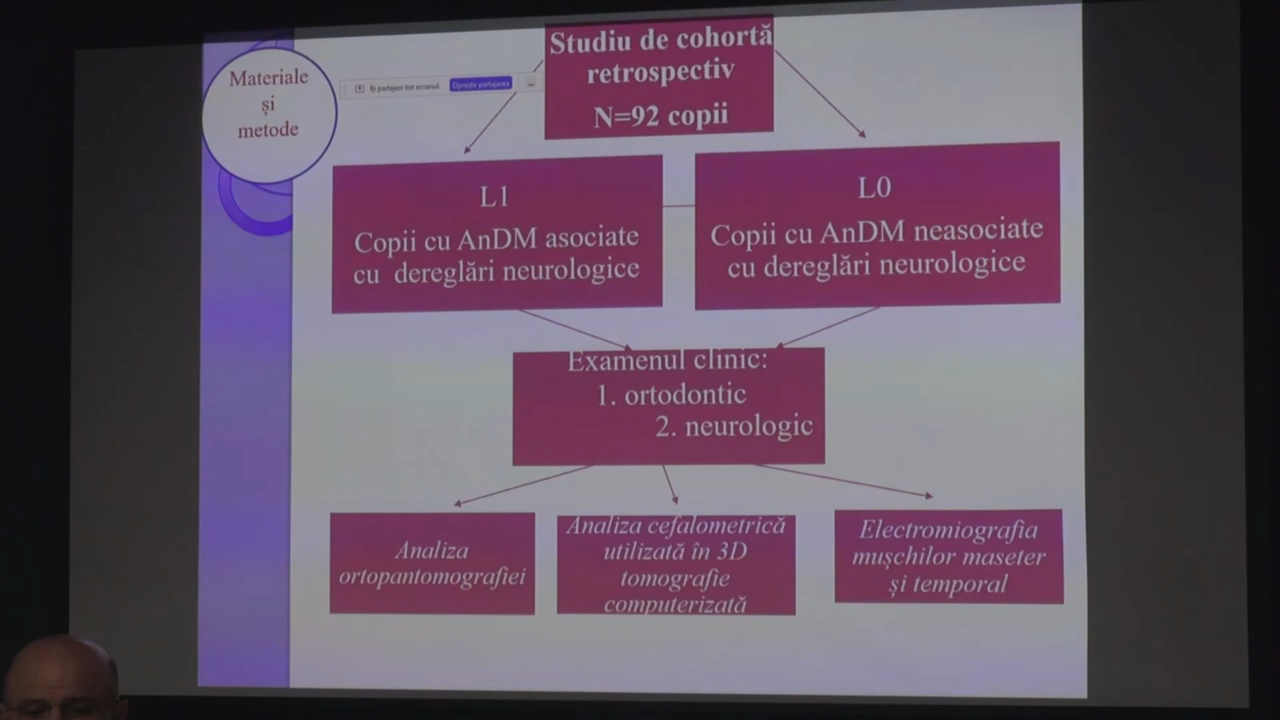 Materiale
și
metode
Îți partajezi tot ecranul.
Oprește partajarea
Studiu de cohortă
retrospectiv
N=92 copii
L1
Copii cu AnDM asociate
cu dereglări neurologice
L0
Copii cu AnDM neasociate
cu dereglări neurologice
Examenul clinic:
1. ortodontic
2. neurologic
Analiza
ortopantomografiei
Analiza cefalometrică
utilizată în 3D
tomografie
computerizată
Electromiografia
mușchilor maseter
și temporal